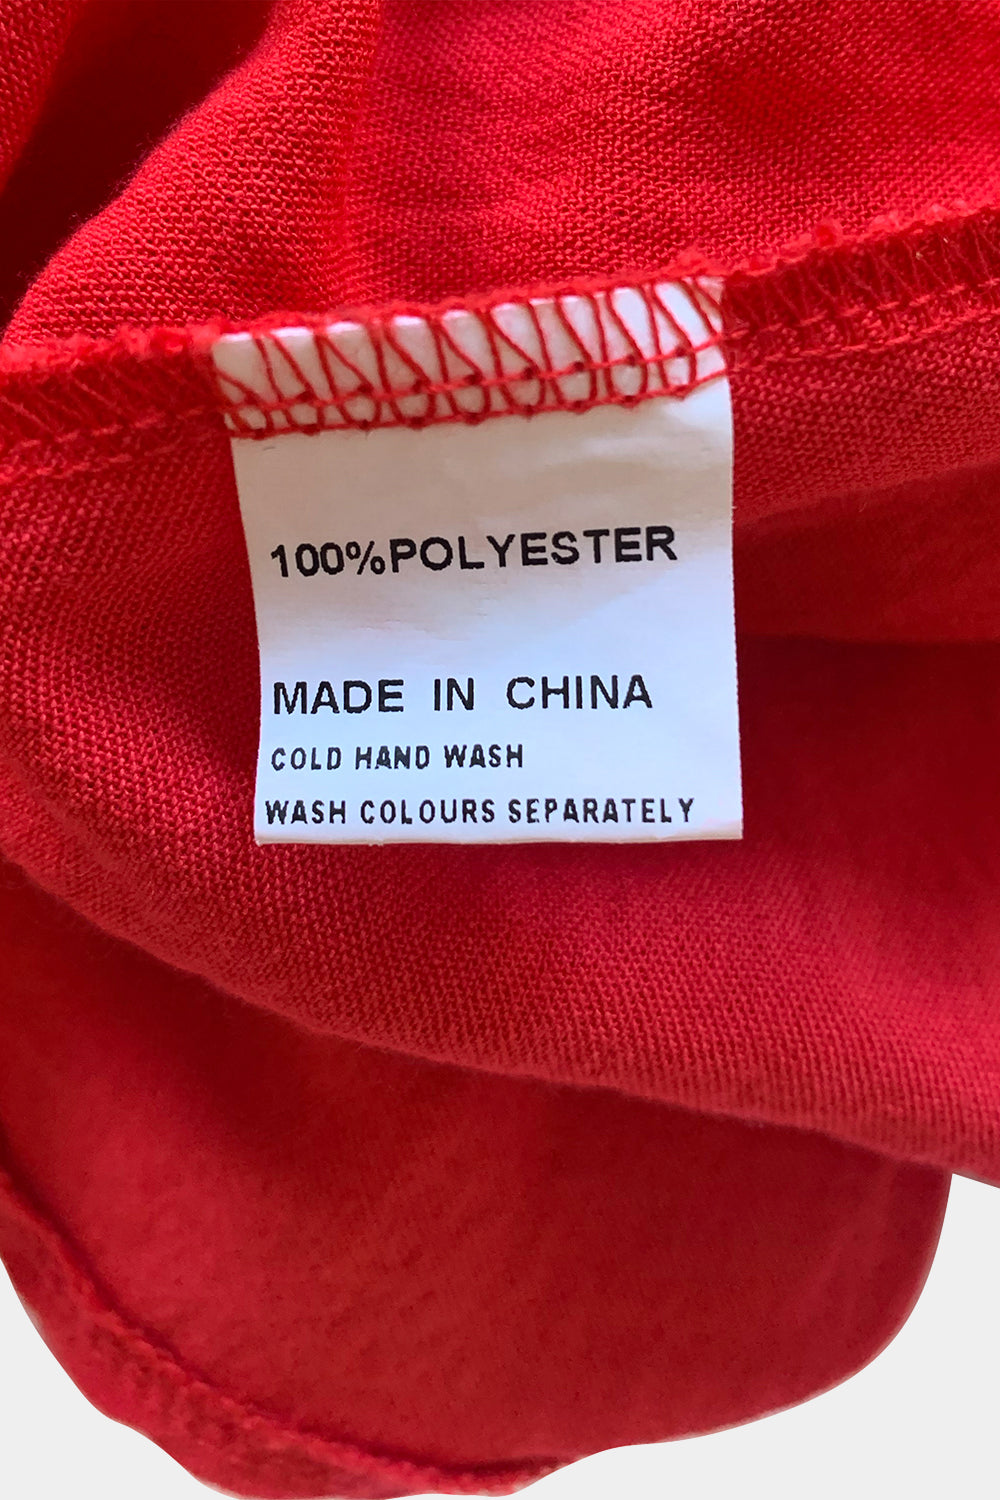 100%POLYESTER
MADE IN CHINA
COLD HAND WASH
WASH COLOURS SEPARATELY